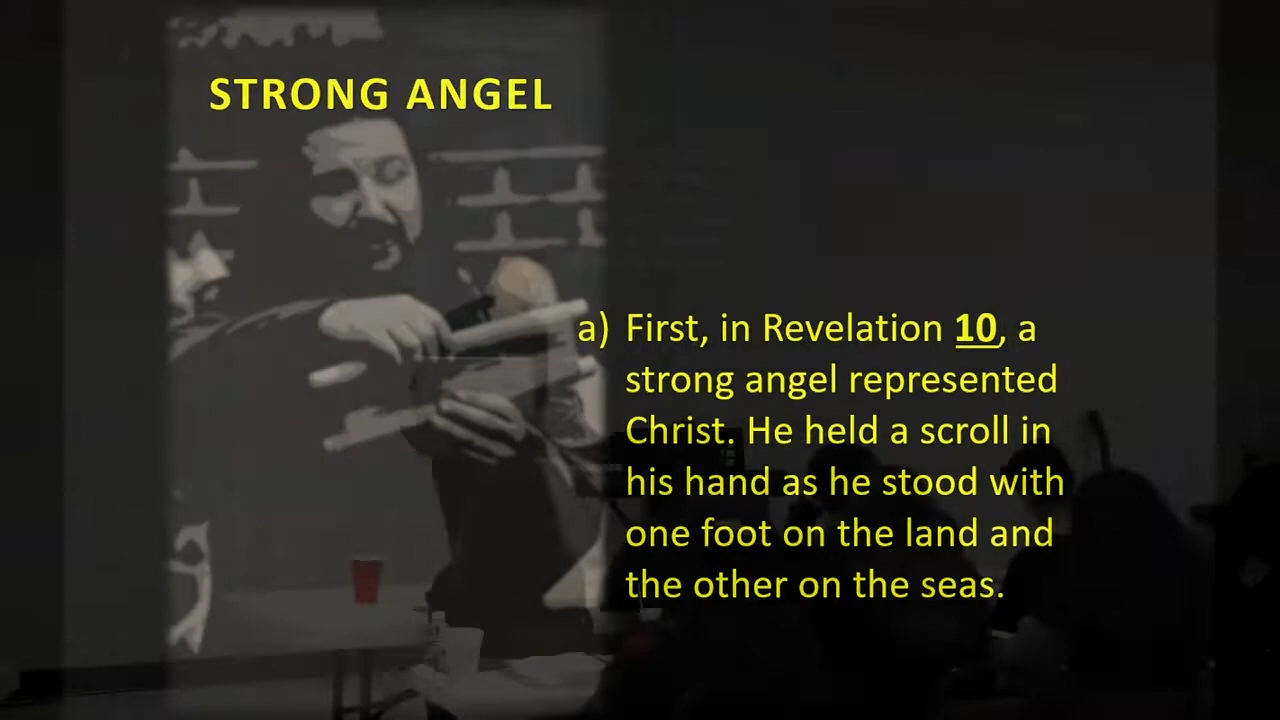 STRONG ANGEL
a) First, in Revelation 10, a
strong angel represented
Christ. He held a scroll in
his hand as he stood with
one foot on the land and
the other on the seas.